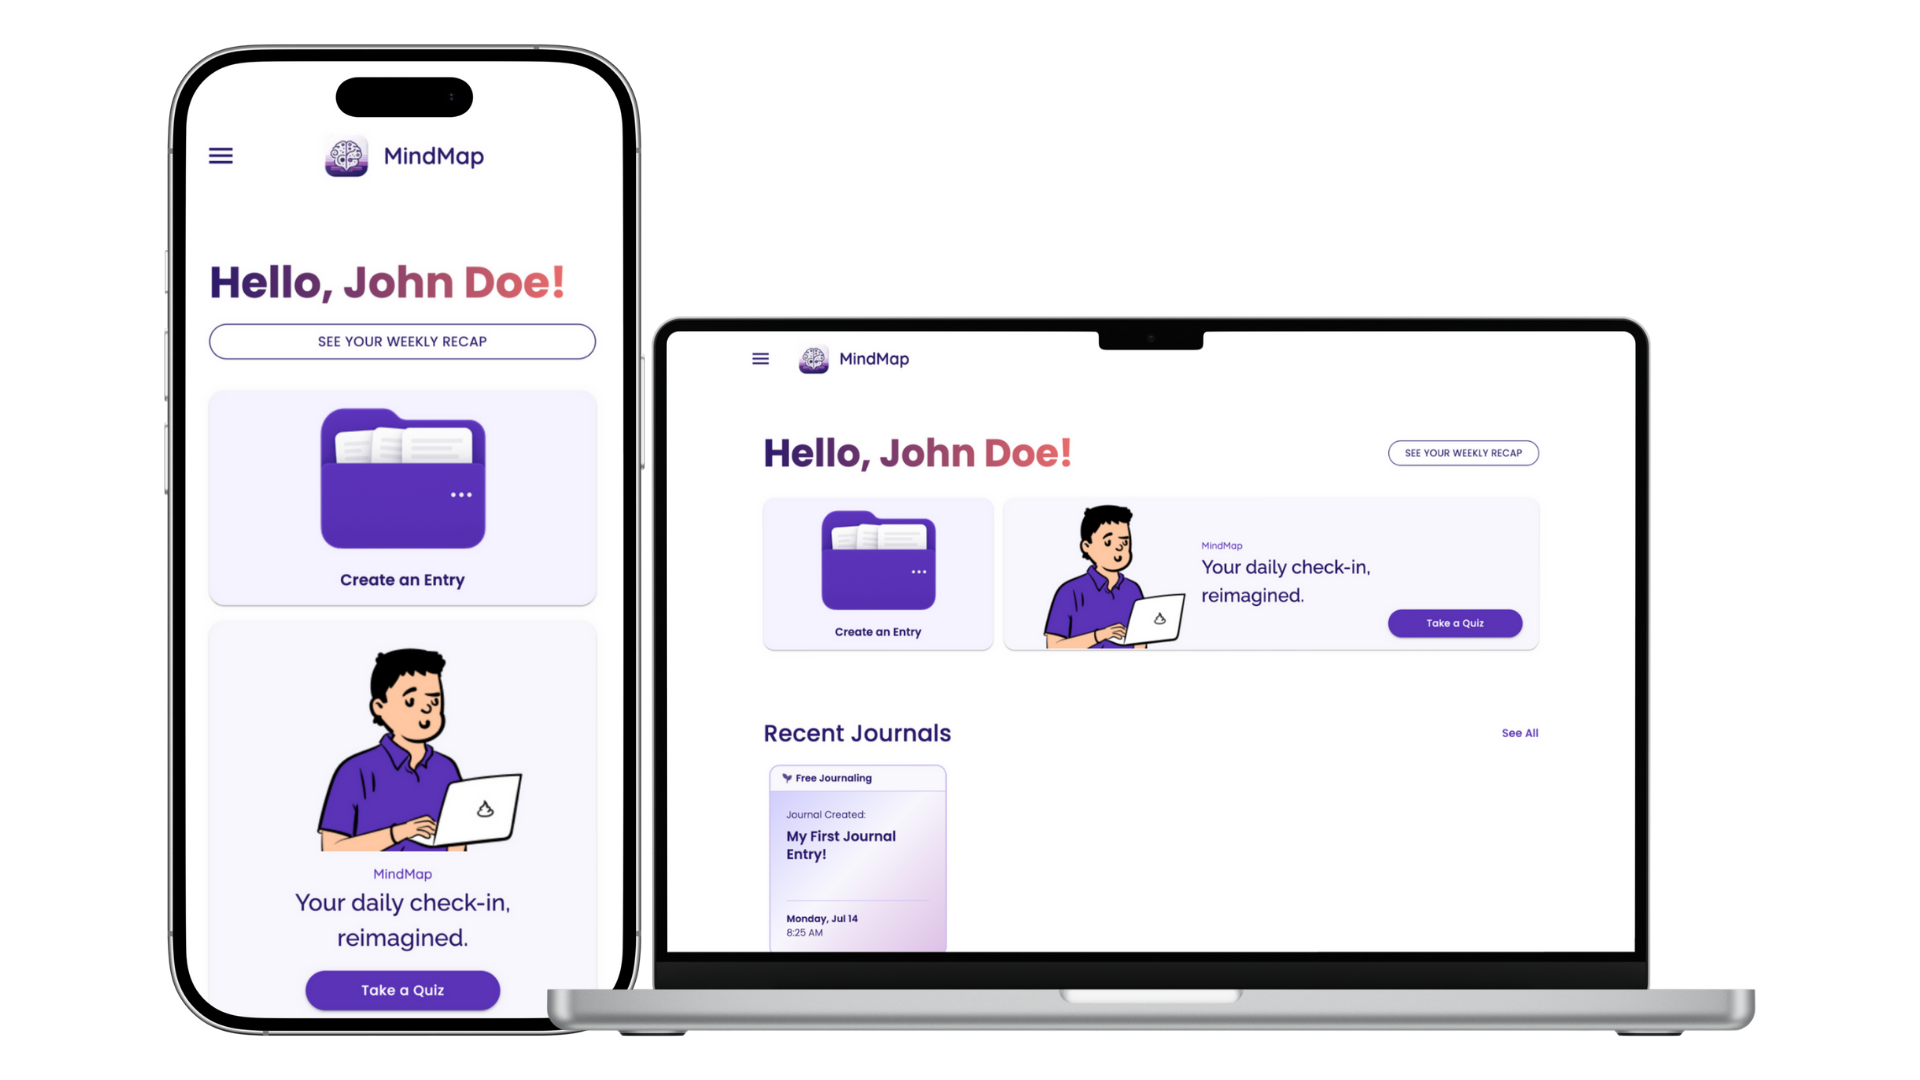 MindMap
Hello, John Doe!
SEE YOUR WEEKLY RECAP
Create an Entry
MindMap
Your daily check-in,
reimagined.
Take a Quiz
MindMap
Hello, John Doe!
SEE YOUR WEEKLY RECAP
Create an Entry
MindMap
Your daily check-in,
reimagined.
Take a Quiz
Recent Journals
See All
Free Journaling
Journal Created:
My First Journal
Entry!
Monday, Jul 14
8:25 AM